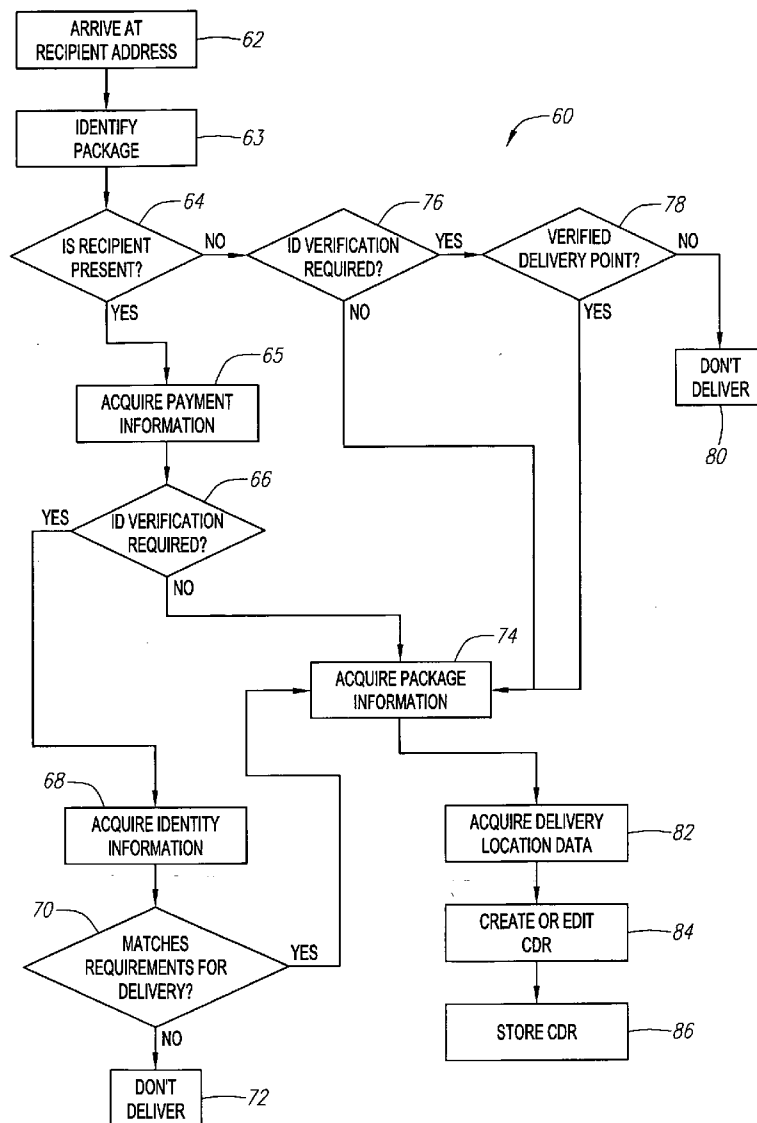 ARRIVE AT
RECIPIENT ADDRESS
62
IDENTIFY
PACKAGE
63
60
64
IS RECIPIENT
PRESENT?
NO
YES
76
ID VERIFICATION
REQUIRED?
YES
NO
78
VERIFIED
DELIVERY POINT?
NO
YES
DON'T
DELIVER
80
65
ACQUIRE PAYMENT
INFORMATION
66
YES
ID VERIFICATION
REQUIRED?
NO
74
ACQUIRE PACKAGE
INFORMATION
68
ACQUIRE IDENTITY
INFORMATION
70
MATCHES
REQUIREMENTS FOR
DELIVERY?
YES
NO
DON'T
DELIVER
72
ACQUIRE DELIVERY
LOCATION DATA
82
CREATE OR EDIT
CDR
84
STORE CDR
86